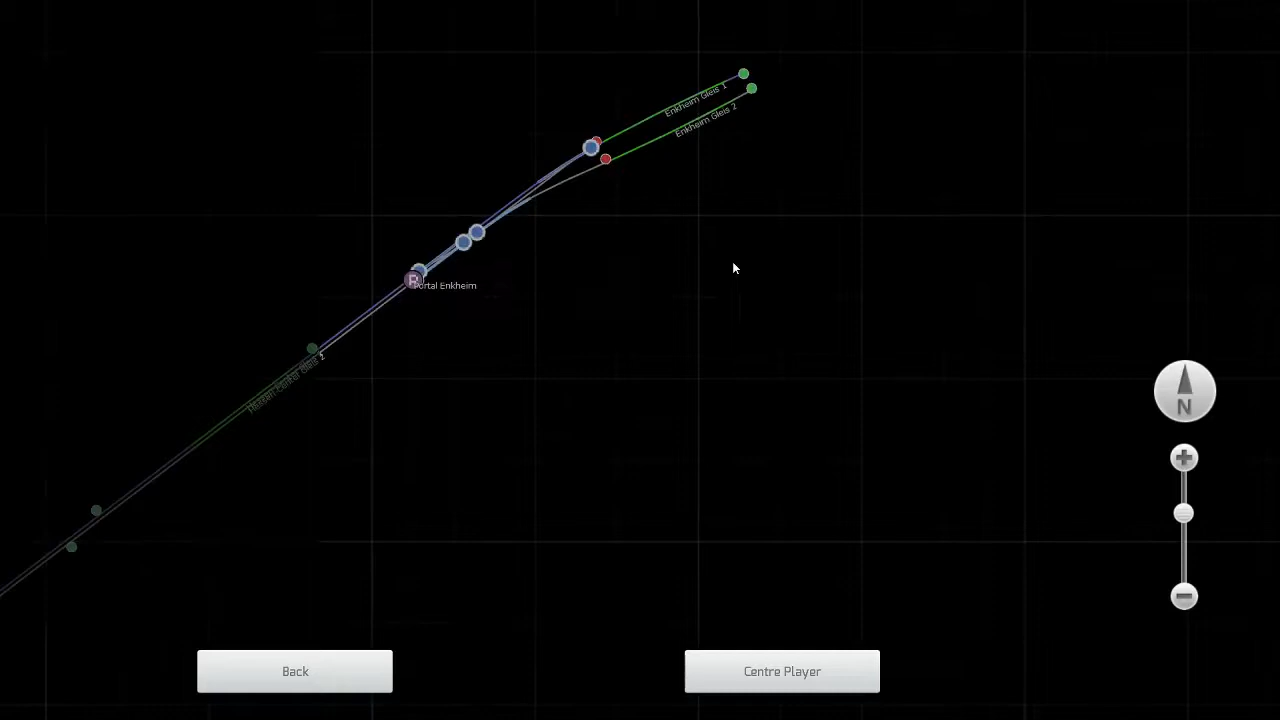 Enkheim Gleis 1
Enkheim Gleis 2
B
Portal Enkheim
N
Back
Centre Player